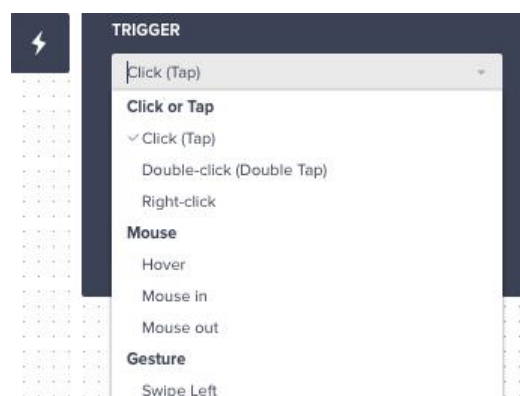 TRIGGER
Click (Tap)
Click or Tap
Click (Tap)
Double-click (Double Tap)
Right-click
Mouse
Hover
Mouse in
Mouse out
Gesture
Swipe Left